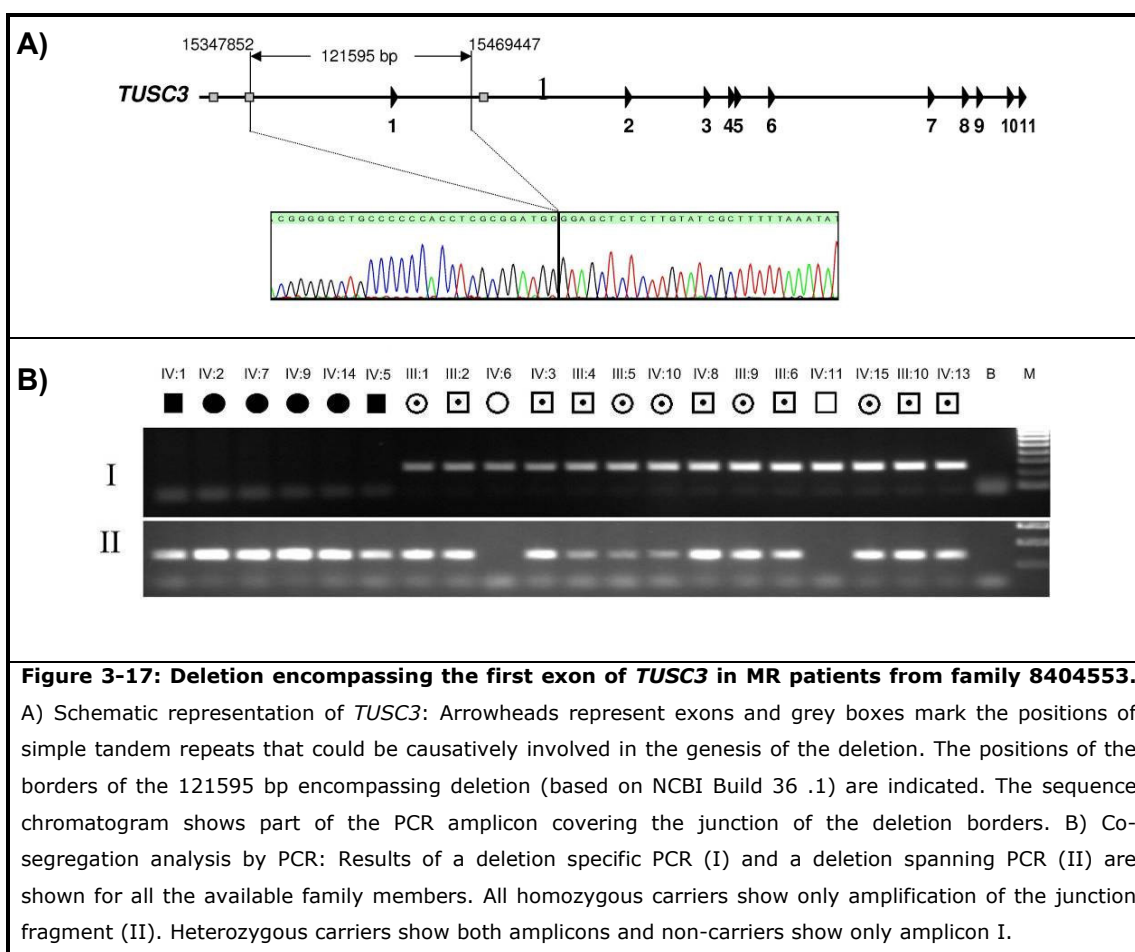 A)
15347852
15469447
121595 bp
1
TUSC3
1 2 3 45 6 7 8 9 10 11
CGGGGGCTGCCCCCCACCTCGCGGATGGGGAGCTCTCTTGTATCGCTTTTTAAATAT
B)
IV:1 IV:2 IV:7 IV:9 IV:14 IV:5 III:1 III:2 IV:6 IV:3 III:4 III:5 IV:10 IV:8 III:9 III:6 IV:11 IV:15 III:10 IV:13 B M
I
II
Figure 3-17: Deletion encompassing the first exon of TUSC3 in MR patients from family 8404553.
A) Schematic representation of TUSC3: Arrowheads represent exons and grey boxes mark the positions of
simple tandem repeats that could be causatively involved in the genesis of the deletion. The positions of the
borders of the 121595 bp encompassing deletion (based on NCBI Build 36 .1) are indicated. The sequence
chromatogram shows part of the PCR amplicon covering the junction of the deletion borders. B) Co-
segregation analysis by PCR: Results of a deletion specific PCR (I) and a deletion spanning PCR (II) are
shown for all the available family members. All homozygous carriers show only amplification of the junction
fragment (II). Heterozygous carriers show both amplicons and non-carriers show only amplicon I.